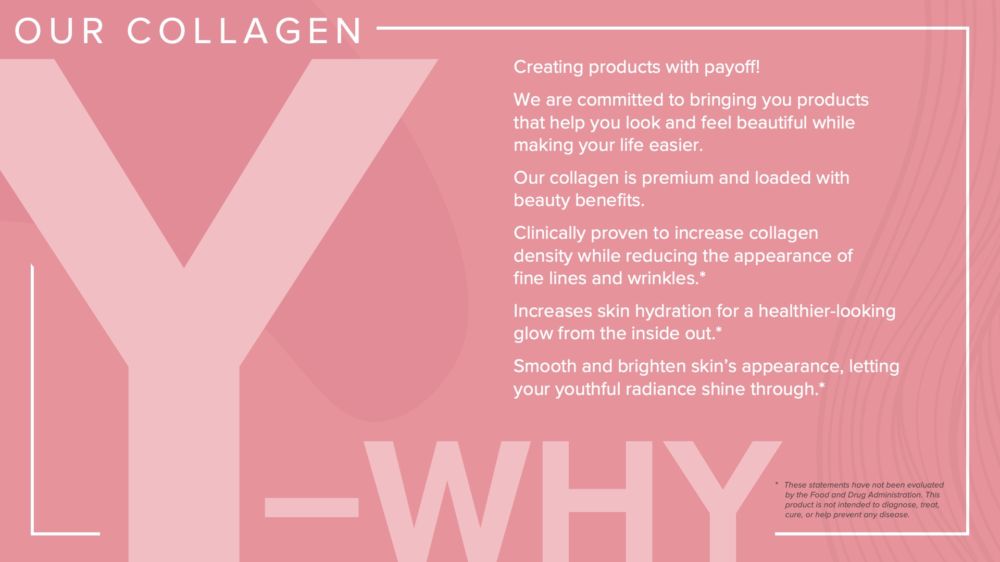 OUR COLLAGEN
Y–WHY
Creating products with payoff!
We are committed to bringing you products
that help you look and feel beautiful while
making your life easier.
Our collagen is premium and loaded with
beauty benefits.
Clinically proven to increase collagen
density while reducing the appearance of
fine lines and wrinkles.*
Increases skin hydration for a healthier-looking
glow from the inside out.*
Smooth and brighten skin’s appearance, letting
your youthful radiance shine through.*
* These statements have not been evaluated
by the Food and Drug Administration. This
product is not intended to diagnose, treat,
cure, or help prevent any disease.